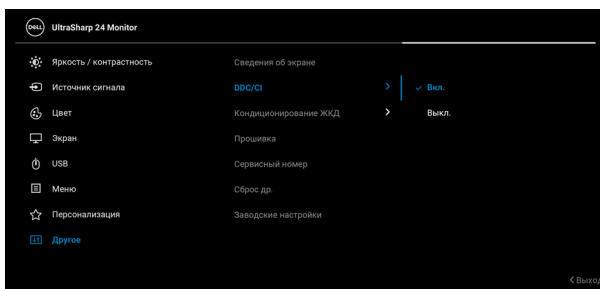 DELL UltraSharp 24 Monitor
Яркость / контрастность
Сведения об экране
Источник сигнала
DDC/CI
Вкл.
Цвет
Кондиционирование ЖКД
Выкл.
Экран
Прошивка
USB
Сервисный номер
Меню
Сброс др.
Персонализация
Заводские настройки
Другое
Выход